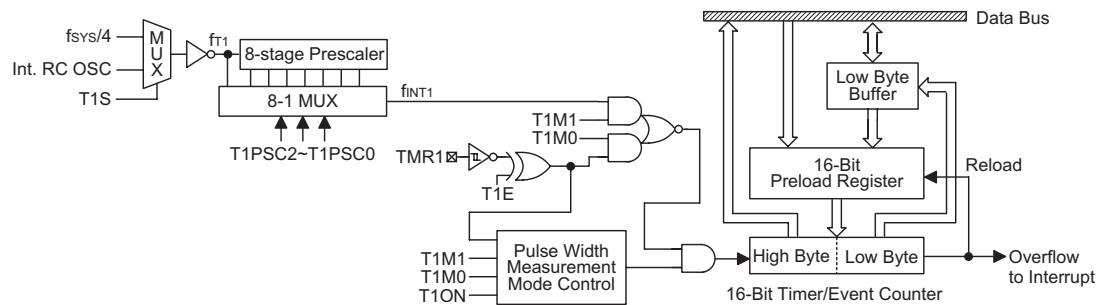 fSYS/4
Int. RC OSC
T1S
MUX
fT1
8-stage Prescaler
8-1 MUX
T1PSC2~T1PSC0
fINT1
T1M1
T1M0
TMR1
T1E
T1M1
T1M0
T1ON
Pulse Width
Measurement
Mode Control
Data Bus
Low Byte
Buffer
16-Bit
Preload Register
Reload
High Byte
Low Byte
Overflow
to Interrupt
16-Bit Timer/Event Counter